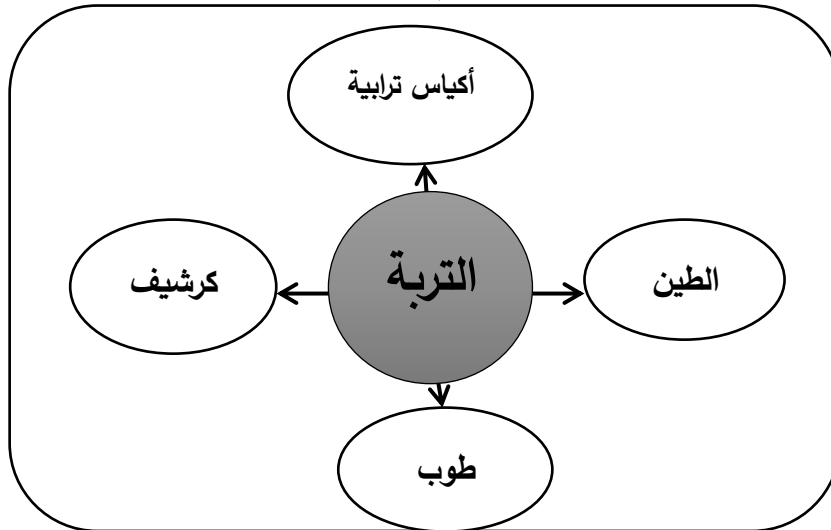 أكياس ترابية
التربة
الطين
كرشيف
طوب